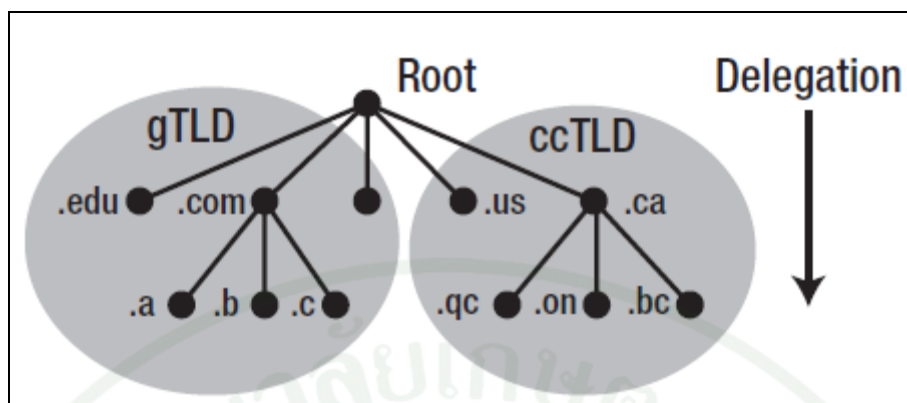 Root
Delegation
gTLD
ccTLD
.edu .com .us .ca
.a .b .c .qc .on .bc